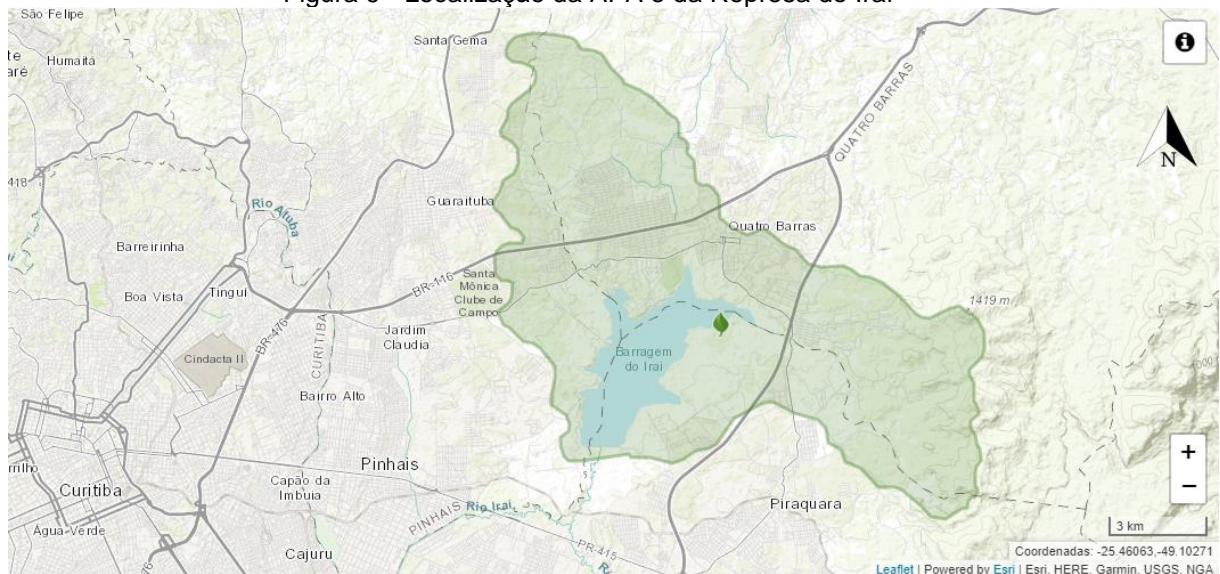 Figura 3 - Localização da APA e da Represa do Iraí
São Felipe
Santa Gema
Humaitá
QUATRO BARRAS
N
418
Guaraituba
Rio Atuba
Quatro Barras
Barreirinha
BR-116
Santa
Mônica
Clube de
Campo
Boa Vista
Tingui
1419 m
Jardim
Claudia
BR-476
CURITIBA
Cindacta II
Barragem
do Irai
Bairro Alto
+
−
Pinhais
Capão da
Imbuia
Curitiba
PINHAIS
Rio Iraí
Piraquara
3 km
Água Verde
PR-415
Cajuru
Coordenadas: -25.46063,-49.10271
Leaflet | Powered by Esri | Esri, HERE, Garmin, USGS, NGA